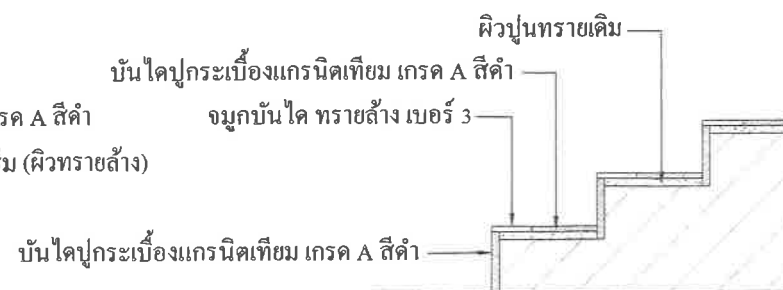 ผิวปูนทรายเดิม
บันไดปูกระเบื้องแกรนิตเทียม เกรด A สีดำ
รด A สีดำ
จมูกบันได ทรายล้าง เบอร์ 3
ม (ผิวทรายล้าง)
บันไดปูกระเบื้องแกรนิตเทียม เกรด A สีดำ